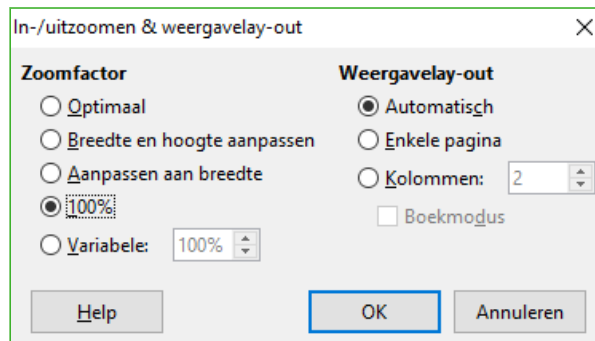 In-/uitzoomen & weergavelay-out
Zoomfactor
Optimaal
Breedte en hoogte aanpassen
Aanpassen aan breedte
100%
Variabele: 100%
Weergavelay-out
Automatisch
Enkele pagina
Kolommen: 2
Boekmodus
Help
OK
Annuleren